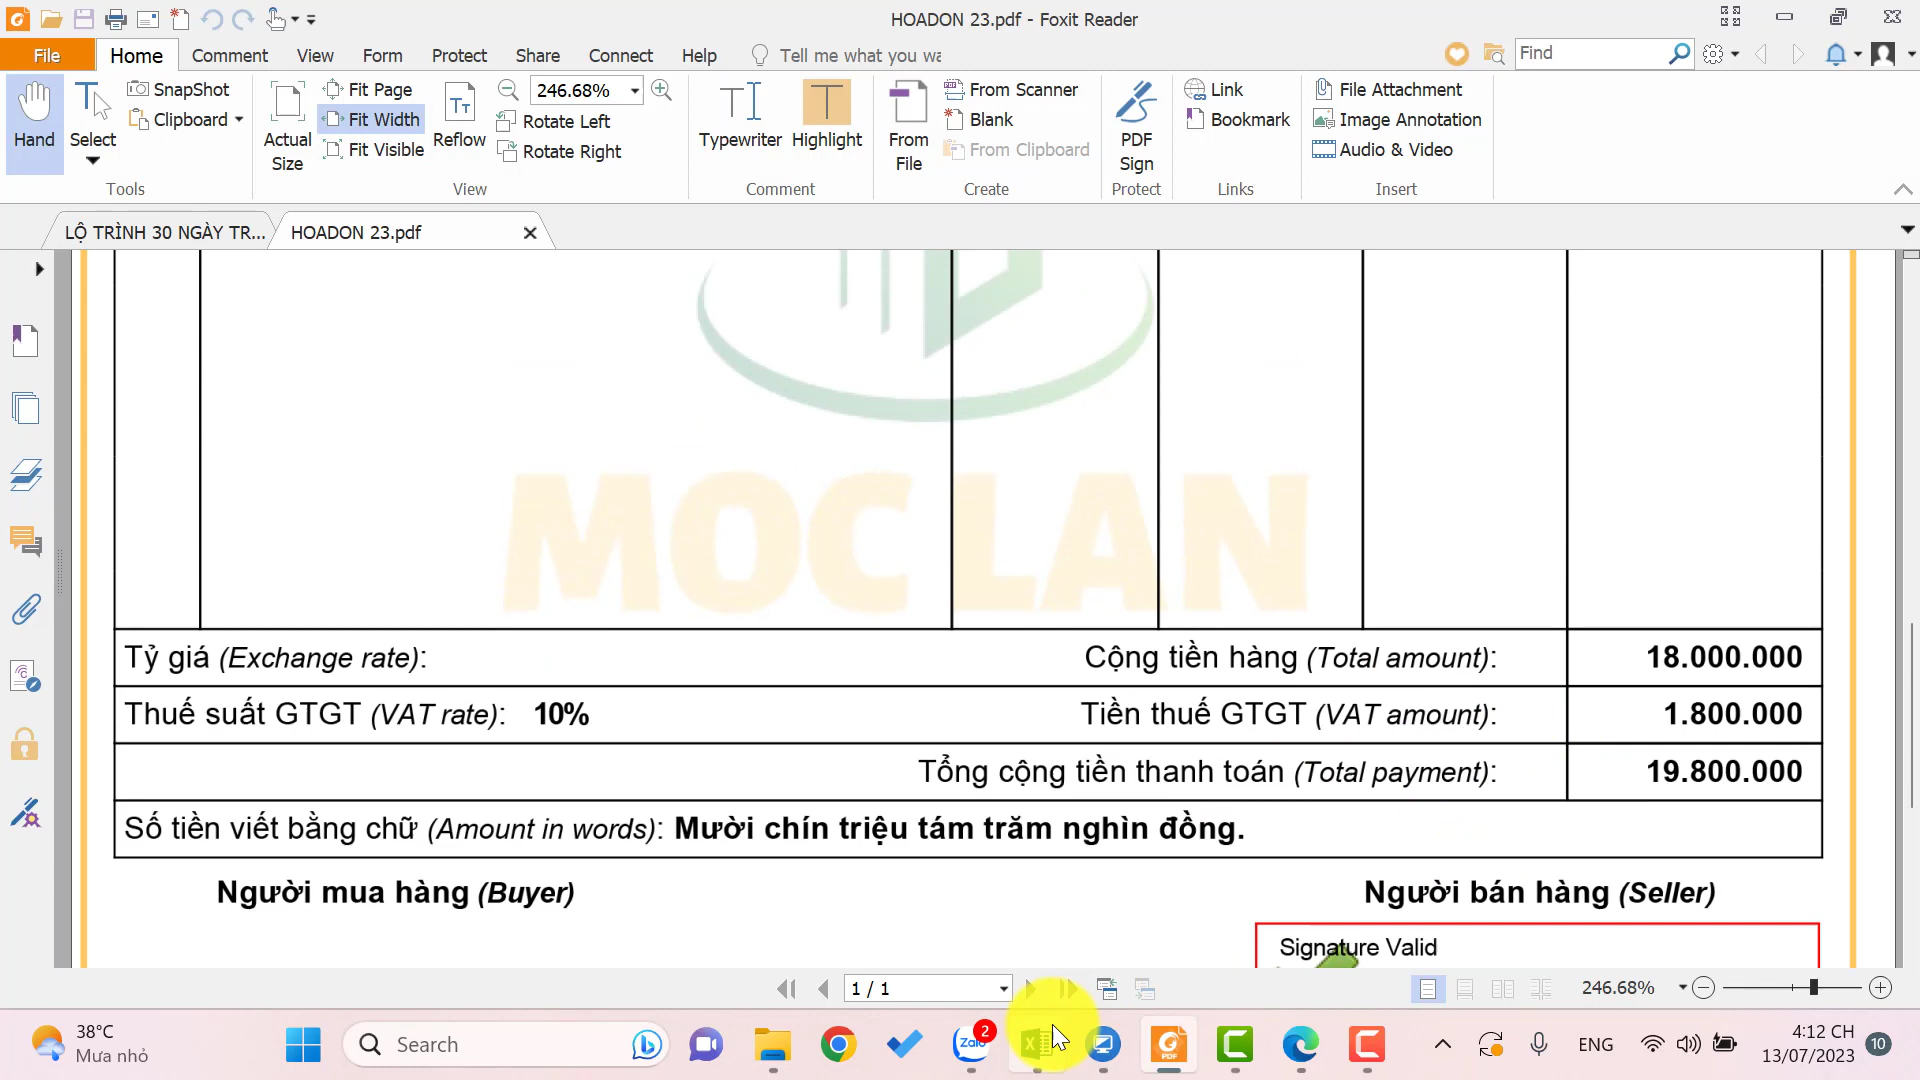 HOADON 23.pdf - Foxit Reader
File Home Comment View Form Protect Share Connect Help Tell me what you wa Find
Hand
Select
SnapShot
Clipboard
Tools
Actual Size
Fit Page
Fit Width
Fit Visible
Reflow
246.68%
Rotate Left
Rotate Right
View
Typewriter
Highlight
Comment
From File
From Scanner
Blank
From Clipboard
Create
PDF Sign
Protect
Link
Bookmark
Links
File Attachment
Image Annotation
Audio & Video
Insert
LỘ TRÌNH 30 NGÀY TR... HOADON 23.pdf
MOC LAN
Tỷ giá (Exchange rate): Cộng tiền hàng (Total amount): 18.000.000
Thuế suất GTGT (VAT rate): 10% Tiền thuế GTGT (VAT amount): 1.800.000
Tổng cộng tiền thanh toán (Total payment): 19.800.000
Số tiền viết bằng chữ (Amount in words): Mười chín triệu tám trăm nghìn đồng.
Người mua hàng (Buyer) Người bán hàng (Seller)
Signature Valid
1 / 1 246.68%
38°C
Mưa nhỏ
Search
Zalo 2
PDF
ENG
4:12 CH
13/07/2023
10